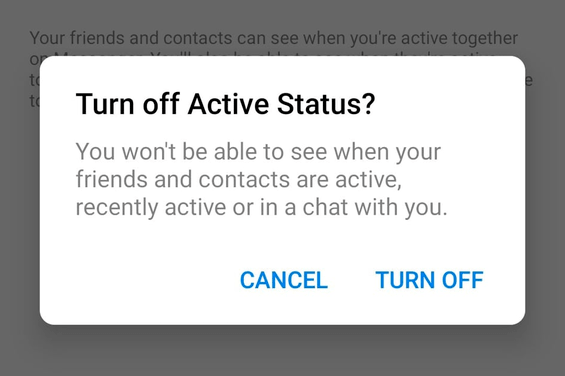 Your friends and contacts can see when you're active together
Turn off Active Status?
You won't be able to see when your
friends and contacts are active,
recently active or in a chat with you.
CANCEL
TURN OFF